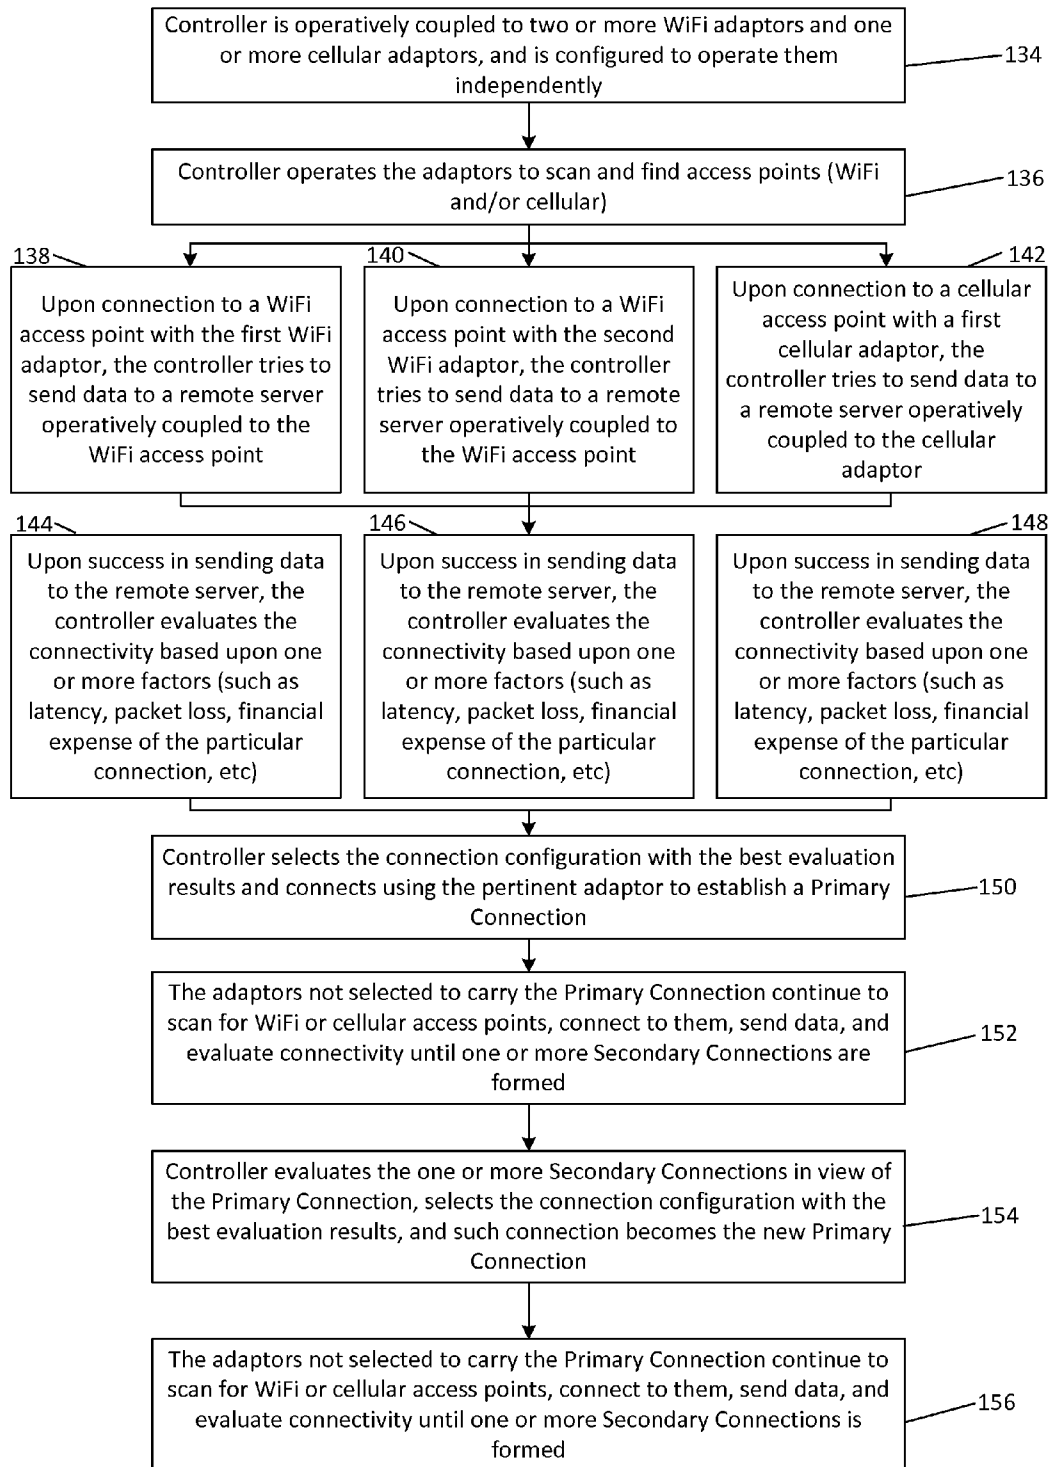 Controller is operatively coupled to two or more WiFi adaptors and one
or more cellular adaptors, and is configured to operate them
independently
134
Controller operates the adaptors to scan and find access points (WiFi
and/or cellular)
136
138
Upon connection to a WiFi
access point with the first WiFi
adaptor, the controller tries to
send data to a remote server
operatively coupled to the
WiFi access point
140
Upon connection to a WiFi
access point with the
second WiFi adaptor, the
controller tries to send data
to a remote server
operatively coupled to the
WiFi access point
142
Upon connection to a cellular
access point with a first
cellular adaptor, the
controller tries to send data to
a remote server operatively
coupled to the cellular
adaptor
144
Upon success in sending data
to the remote server, the
controller evaluates the
connectivity based upon one
or more factors (such as
latency, packet loss, financial
expense of the particular
connection, etc)
146
Upon success in sending data
to the remote server, the
controller evaluates the
connectivity based upon one
or more factors (such as
latency, packet loss, financial
expense of the particular
connection, etc)
148
Upon success in sending data
to the remote server, the
controller evaluates the
connectivity based upon one
or more factors (such as
latency, packet loss, financial
expense of the particular
connection, etc)
Controller selects the connection configuration with the best evaluation
results and connects using the pertinent adaptor to establish a Primary
Connection
150
The adaptors not selected to carry the Primary Connection continue to
scan for WiFi or cellular access points, connect to them, send data, and
evaluate connectivity until one or more Secondary Connections are
formed
152
Controller evaluates the one or more Secondary Connections in view of
the Primary Connection, selects the connection configuration with the
best evaluation results, and such connection becomes the new Primary
Connection
154
The adaptors not selected to carry the Primary Connection continue to
scan for WiFi or cellular access points, connect to them, send data, and
evaluate connectivity until one or more Secondary Connections is
formed
156